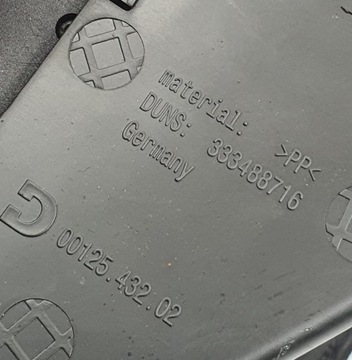 material: >PP<
DUNS: 333488716
Germany
00125.432.02